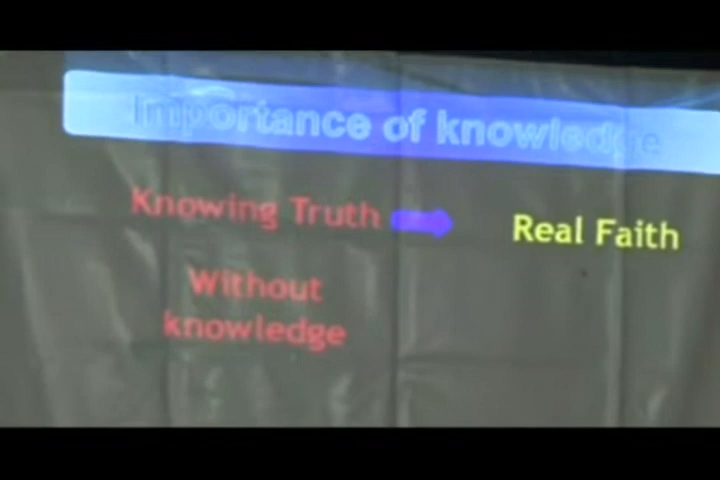 Importance of knowledge
Knowing Truth
Real Faith
Without
knowledge